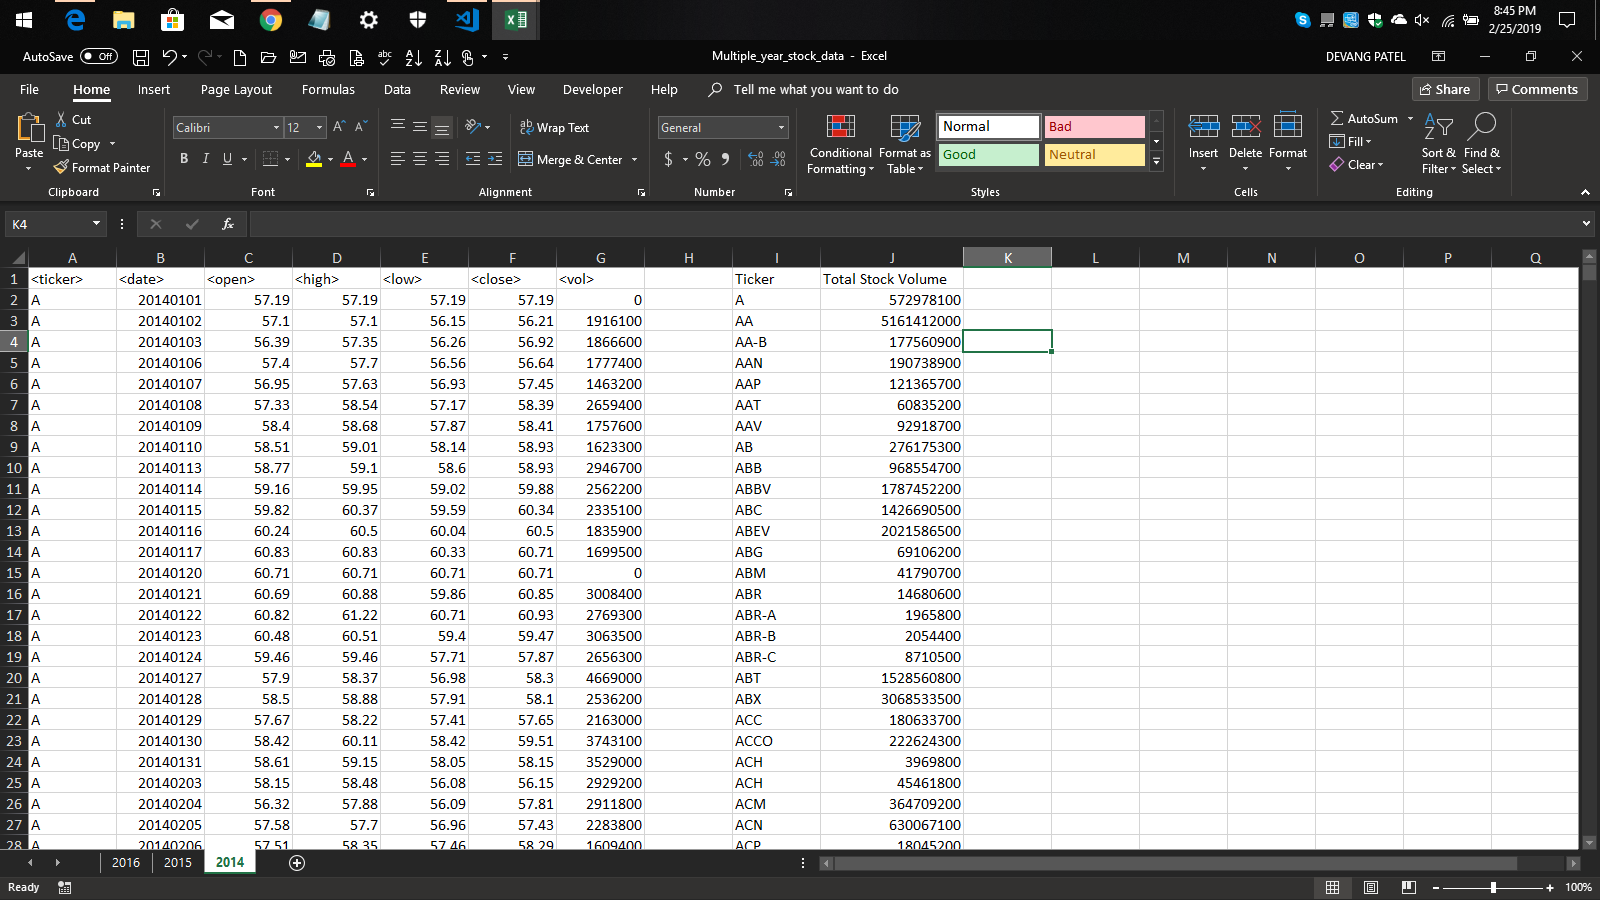 8:45 PM
2/25/2019
AutoSave Off
Multiple_year_stock_data - Excel
DEVANG PATEL
File Home Insert Page Layout Formulas Data Review View Developer Help Tell me what you want to do
Share Comments
Paste
Cut
Copy
Format Painter
Clipboard
Calibri 12
B I U
Font
Wrap Text
Merge & Center
Alignment
General
$ % 9
Number
Conditional Formatting
Format as Table
Normal Bad
Good Neutral
Styles
Insert Delete Format
Cells
AutoSum
Fill
Clear
Sort & Filter
Find & Select
Editing
K4 fx
A B C D E F G H I J K L M N O P Q
1 <ticker> <date> <open> <high> <low> <close> <vol> Ticker Total Stock Volume
2 A 20140101 57.19 57.19 57.19 57.19 0 A 572978100
3 A 20140102 57.1 57.1 56.15 56.21 1916100 AA 5161412000
4 A 20140103 56.39 57.35 56.26 56.92 1866600 AA-B 177560900
5 A 20140106 57.4 57.7 56.56 56.64 1777400 AAN 190738900
6 A 20140107 56.95 57.63 56.93 57.45 1463200 AAP 121365700
7 A 20140108 57.33 58.54 57.17 58.39 2659400 AAT 60835200
8 A 20140109 58.4 58.68 57.87 58.41 1757600 AAV 92918700
9 A 20140110 58.51 59.01 58.14 58.93 1623300 AB 276175300
10 A 20140113 58.77 59.1 58.6 58.93 2946700 ABB 968554700
11 A 20140114 59.16 59.95 59.02 59.88 2562200 ABBV 1787452200
12 A 20140115 59.82 60.37 59.59 60.34 2335100 ABC 1426690500
13 A 20140116 60.24 60.5 60.04 60.5 1835900 ABEV 2021586500
14 A 20140117 60.83 60.83 60.33 60.71 1699500 ABG 69106200
15 A 20140120 60.71 60.71 60.71 60.71 0 ABM 41790700
16 A 20140121 60.69 60.88 59.86 60.85 3008400 ABR 14680600
17 A 20140122 60.82 61.22 60.71 60.93 2769300 ABR-A 1965800
18 A 20140123 60.48 60.51 59.4 59.47 3063500 ABR-B 2054400
19 A 20140124 59.46 59.46 57.71 57.87 2656300 ABR-C 8710500
20 A 20140127 57.9 58.37 56.98 58.3 4669000 ABT 1528560800
21 A 20140128 58.5 58.88 57.91 58.1 2536200 ABX 3068533500
22 A 20140129 57.67 58.22 57.41 57.65 2163000 ACC 180633700
23 A 20140130 58.42 60.11 58.42 59.51 3743100 ACCO 222624300
24 A 20140131 58.61 59.15 58.05 58.15 3529000 ACH 3969800
25 A 20140203 58.15 58.48 56.08 56.15 2929200 ACH 45461800
26 A 20140204 56.32 57.88 56.09 57.81 2911800 ACM 364709200
27 A 20140205 57.58 57.7 56.96 57.43 2283800 ACN 630067100
28 A 20140206 57.51 58.35 57.46 58.29 1609400 ACP 18045200
2016 2015 2014
Ready
100%